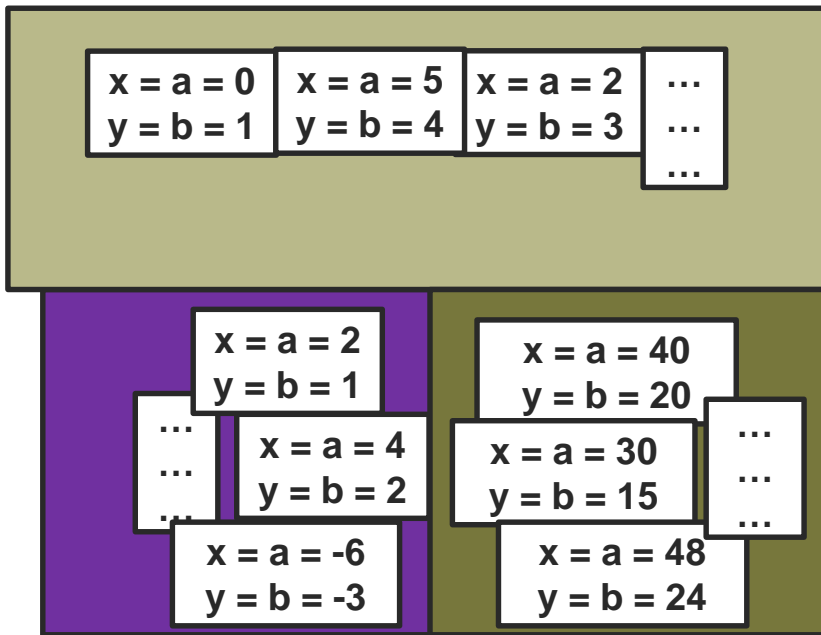 x = a = 0
y = b = 1
x = a = 5
y = b = 4
x = a = 2
y = b = 3
…
…
…
x = a = 2
y = b = 1
…
…
…
x = a = 4
y = b = 2
x = a = -6
y = b = -3
x = a = 40
y = b = 20
x = a = 30
y = b = 15
…
…
…
x = a = 48
y = b = 24